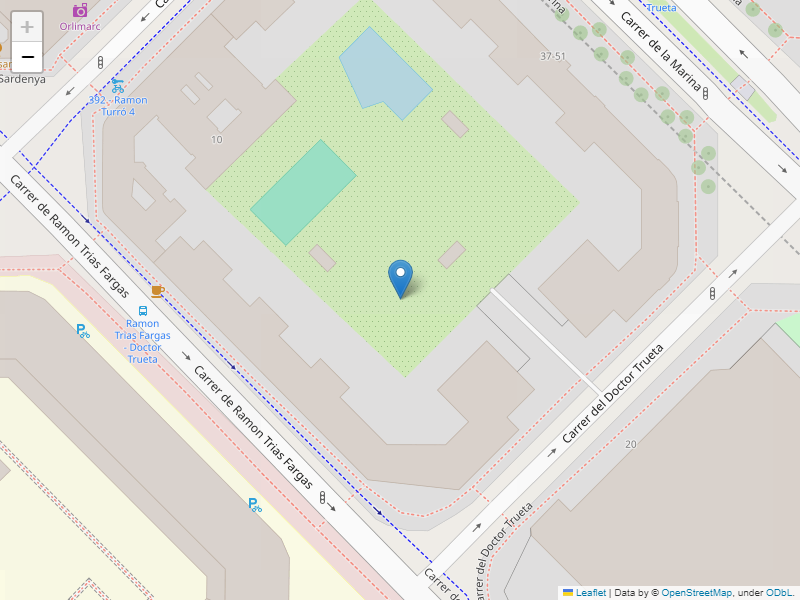 +
−
Orlimarc
Sardenya
392 - Ramon
Turró 4
10
37-51
Trueta
Carrer de la Marina
Carrer de Ramon Trias Fargas
Ramon
Trias Fargas
- Doctor
Trueta
Carrer de Ramon Trias Fargas
Carrer del Doctor Trueta
20
Carrer del Doctor Trueta
Carrer de
Leaflet | Data by © OpenStreetMap, under ODbL.